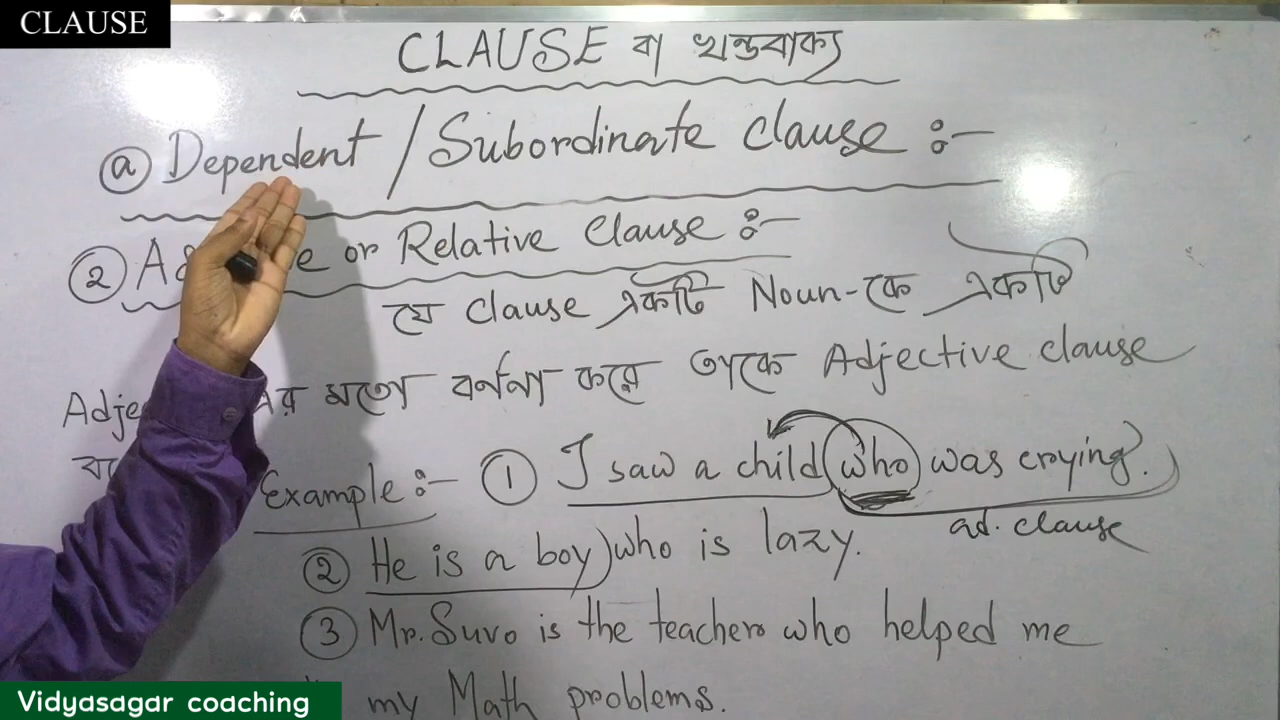 CLAUSE
CLAUSE বা খন্ডবাক্য
ⓐ Dependent / Subordinate clause :-
② or Relative Clause :-
যে Clause একটি Noun-কে একটি
মতো বর্ননা করে তাকে Adjective clause
Example :- ① I saw a child who was crying.
ad. clause
② He is a boy who is lazy.
③ Mr. Suvo is the teacher who helped me
my Math problems.
Vidyasagar coaching